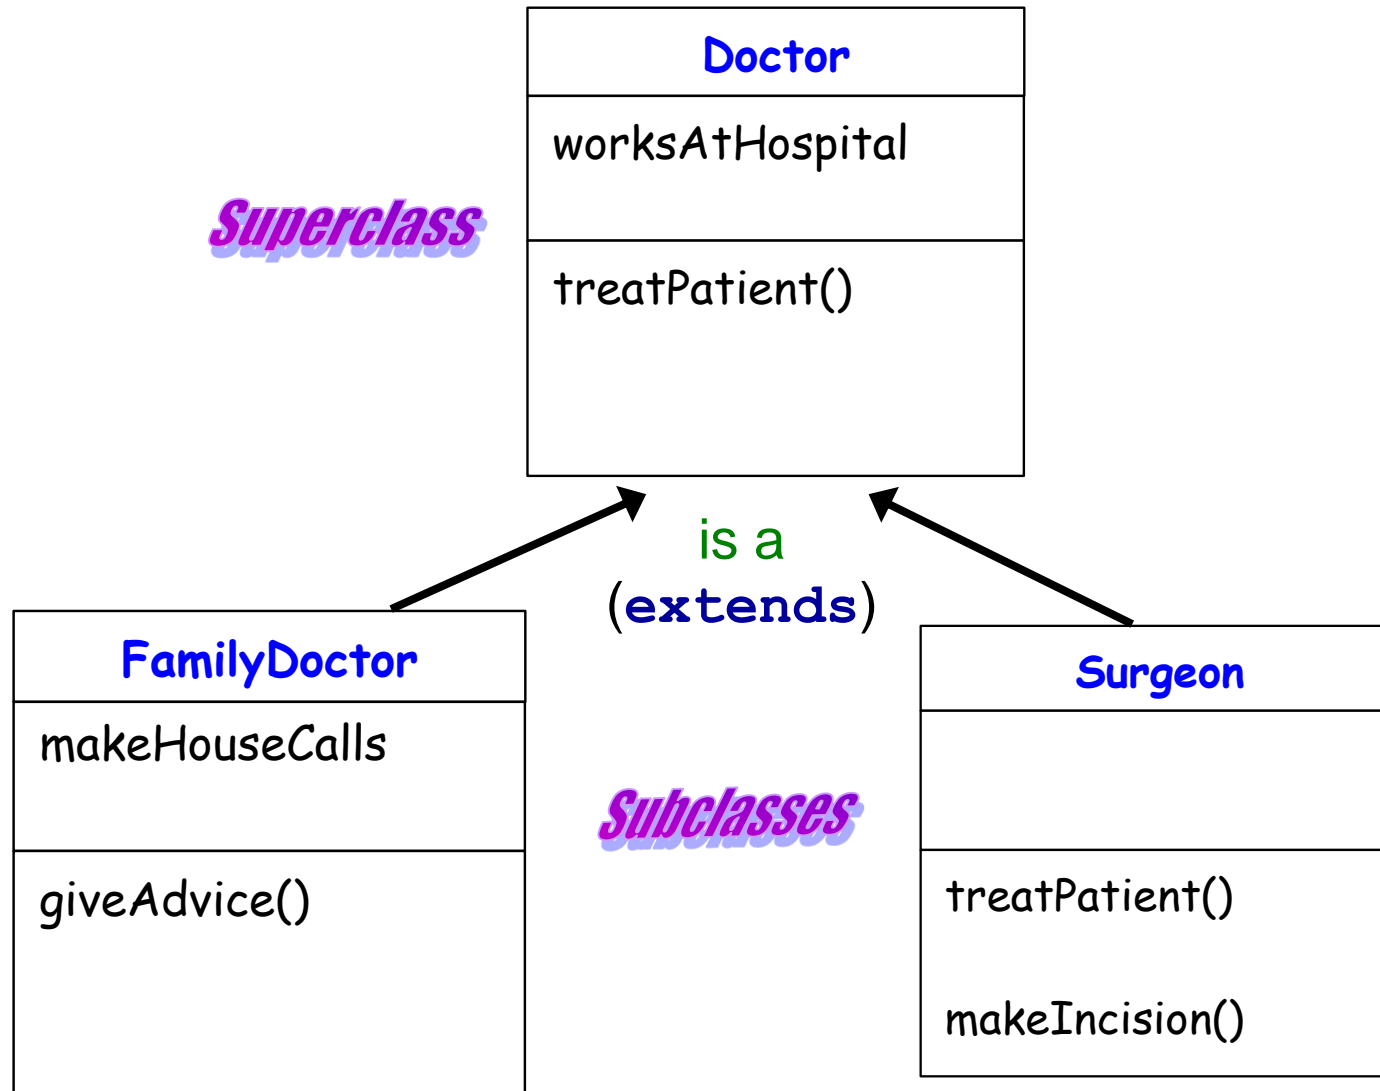 Doctor
worksAtHospital
Superclass
treatPatient()
is a
(extends)
FamilyDoctor
makeHouseCalls
giveAdvice()
Subclasses
Surgeon
treatPatient()
makeIncision()